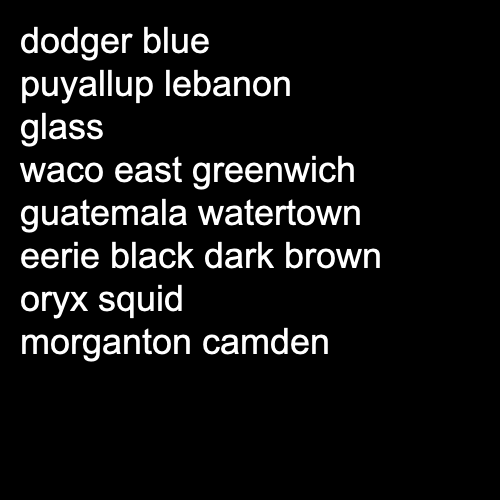 dodger blue
puyallup lebanon
glass
waco east greenwich
guatemala watertown
eerie black dark brown
oryx squid
morganton camden